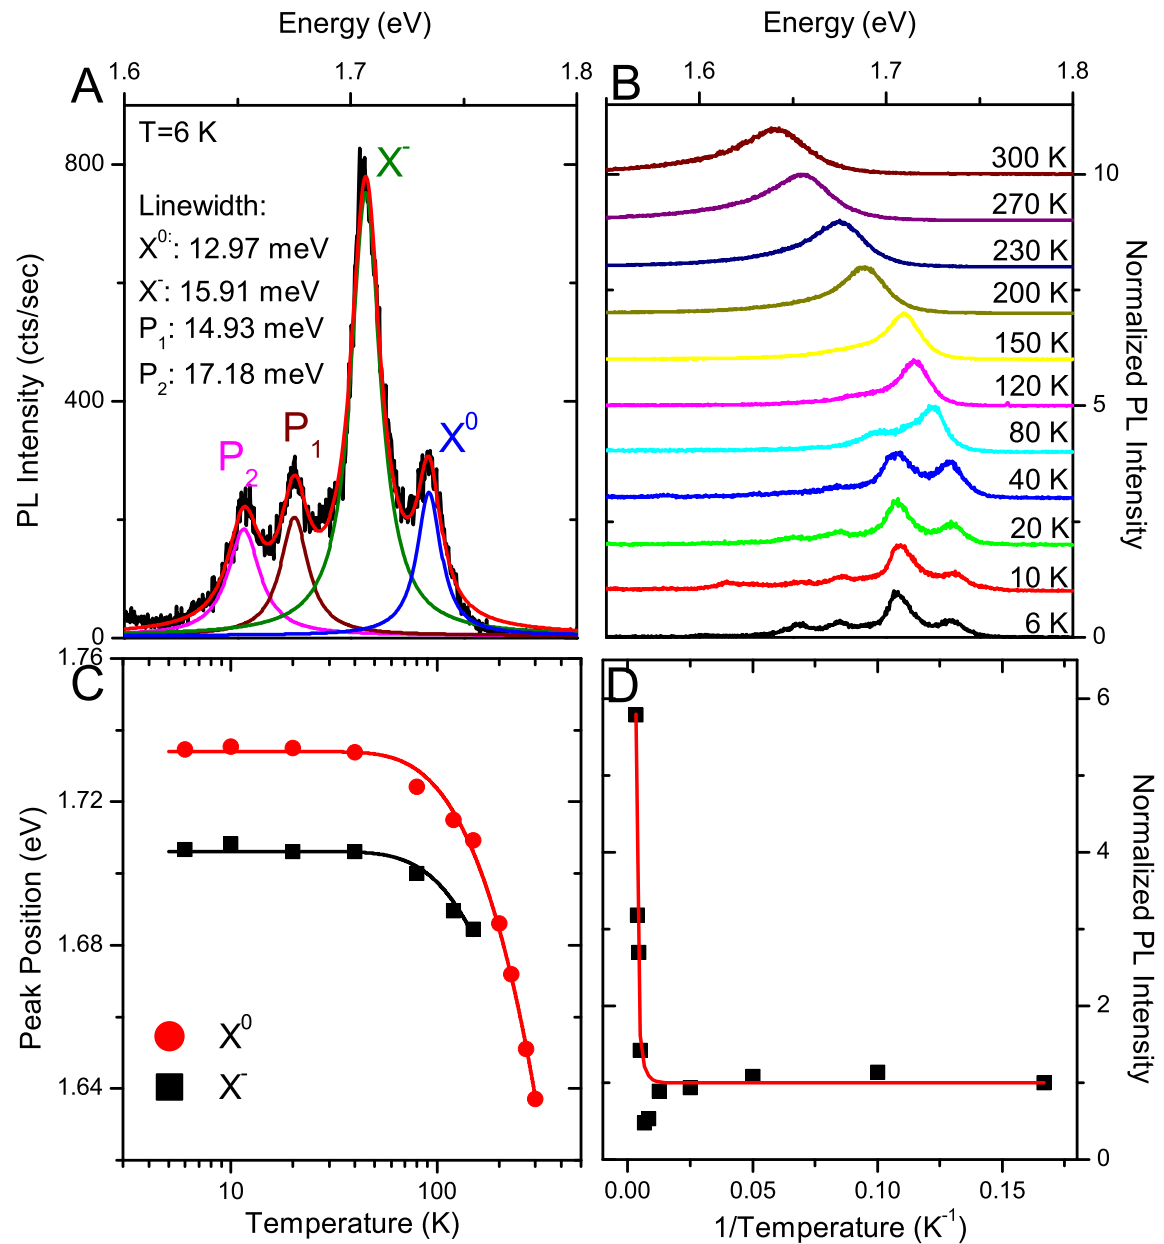 Energy (eV)
1.6 1.7 1.8
A
T=6 K
Linewidth:
X0:: 12.97 meV
X-: 15.91 meV
P1: 14.93 meV
P2: 17.18 meV
X-
P1
P2
X0
PL Intensity (cts/sec)
800
400
0
Energy (eV)
1.6 1.7 1.8
B
300 K
270 K
230 K
200 K
150 K
120 K
80 K
40 K
20 K
10 K
6 K
10
5
0
Normalized PL Intensity
C
1.76
1.72
1.68
1.64
Peak Position (eV)
X0
X-
10 100
Temperature (K)
D
6
4
2
0
Normalized PL Intensity
0.00 0.05 0.10 0.15
1/Temperature (K-1)